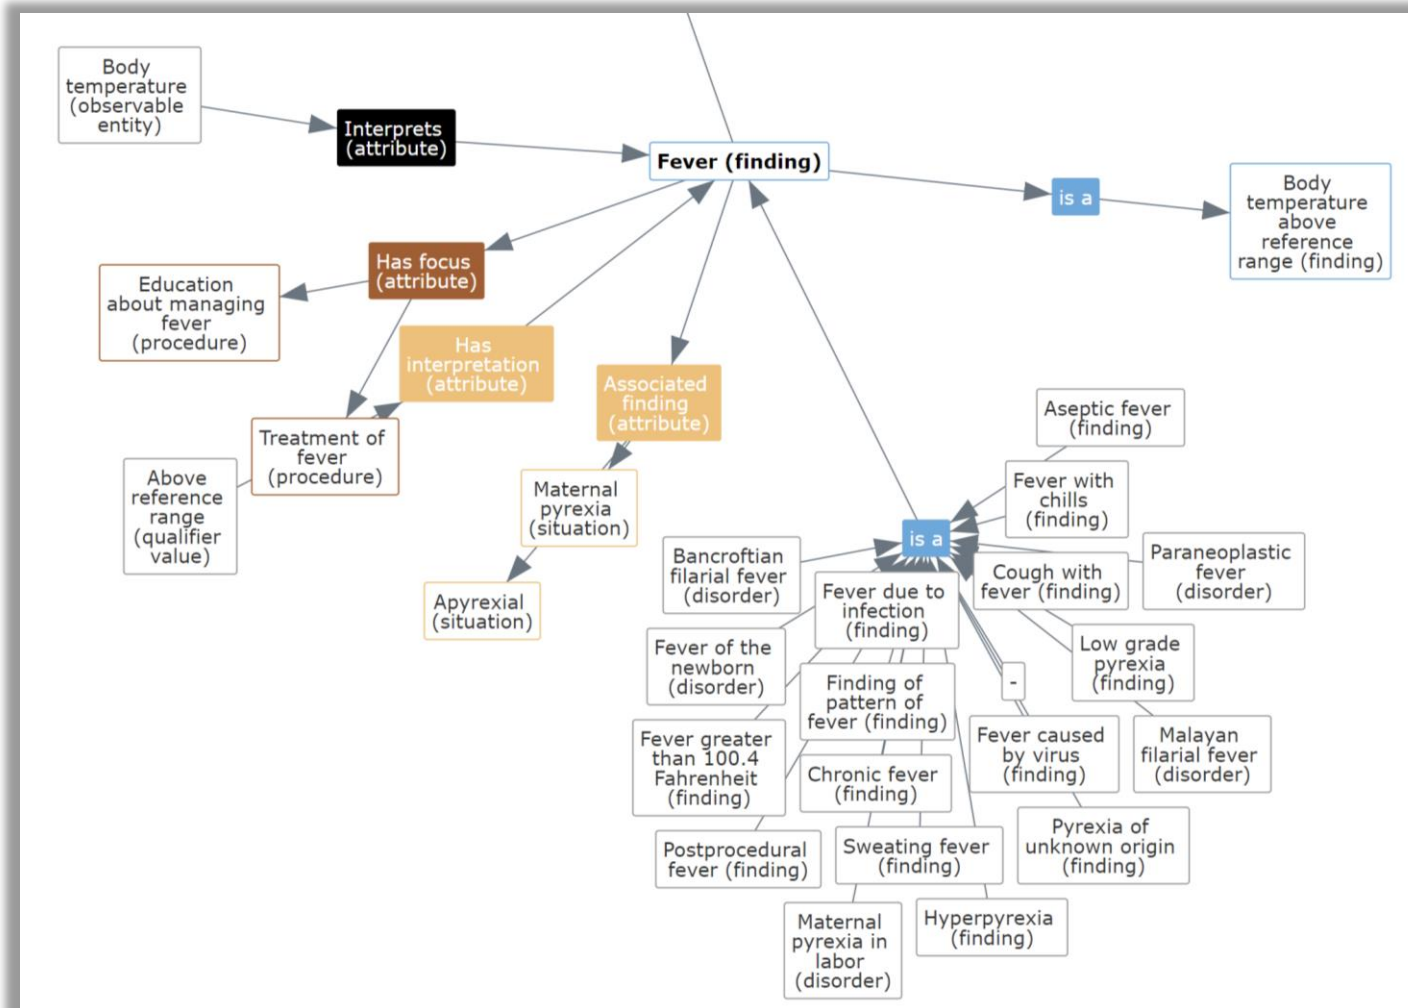 Body
temperature
(observable
entity)
Interprets
(attribute)
Fever (finding)
is a
Body
temperature
above
reference
range (finding)
Has focus
(attribute)
Education
about managing
fever
(procedure)
Has
interpretation
(attribute)
Associated
finding
(attribute)
Treatment of
fever
(procedure)
Above
reference
range
(qualifier
value)
Maternal
pyrexia
(situation)
Apyrexial
(situation)
Aseptic fever
(finding)
Fever with
chills
(finding)
is a
Bancroftian
filarial fever
(disorder)
Fever due to
infection
(finding)
Cough with
fever (finding)
Paraneoplastic
fever
(disorder)
Fever of the
newborn
(disorder)
Finding of
pattern of
fever (finding)
-
Low grade
pyrexia
(finding)
Fever greater
than 100.4
Fahrenheit
(finding)
Chronic fever
(finding)
Fever caused
by virus
(finding)
Malayan
filarial fever
(disorder)
Postprocedural
fever (finding)
Sweating fever
(finding)
Pyrexia of
unknown origin
(finding)
Maternal
pyrexia in
labor
(disorder)
Hyperpyrexia
(finding)